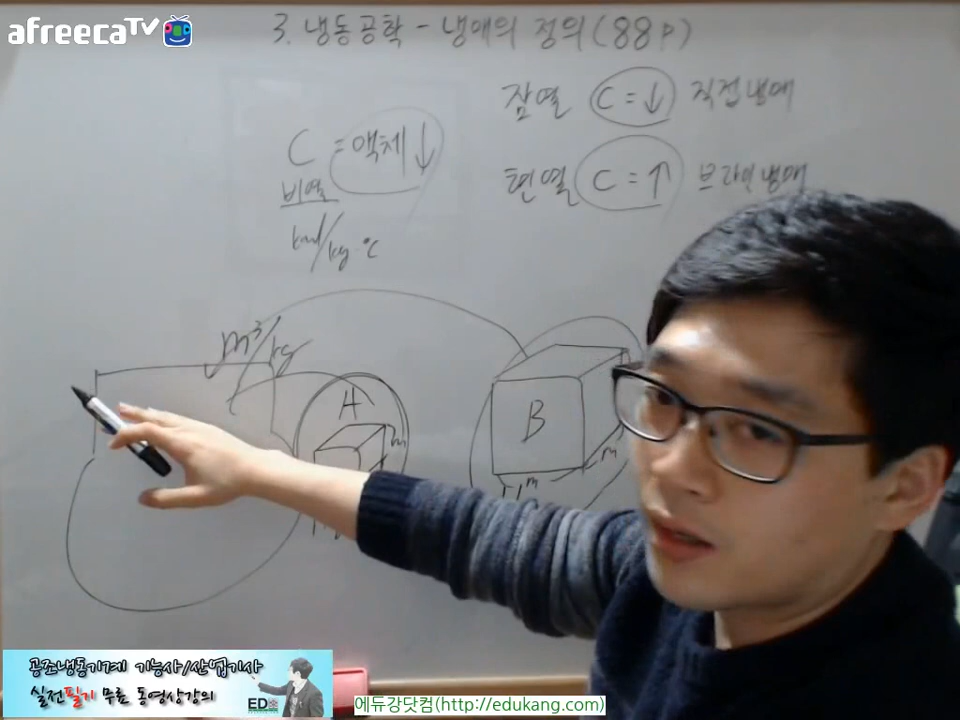 afreecaTV
3. 냉동공학 - 냉매의 정의(88p)
잠열 C=↓ 직접냉매
현열 C=↑ 브라인냉매
C =액체↓
비열
kcal/kg·℃
m³/kg
A
m
B
m
1m
공조냉동기계 기능사/산업기사
실전필기 무료 동영상강의
ED
에듀강닷컴(http://edukang.com)